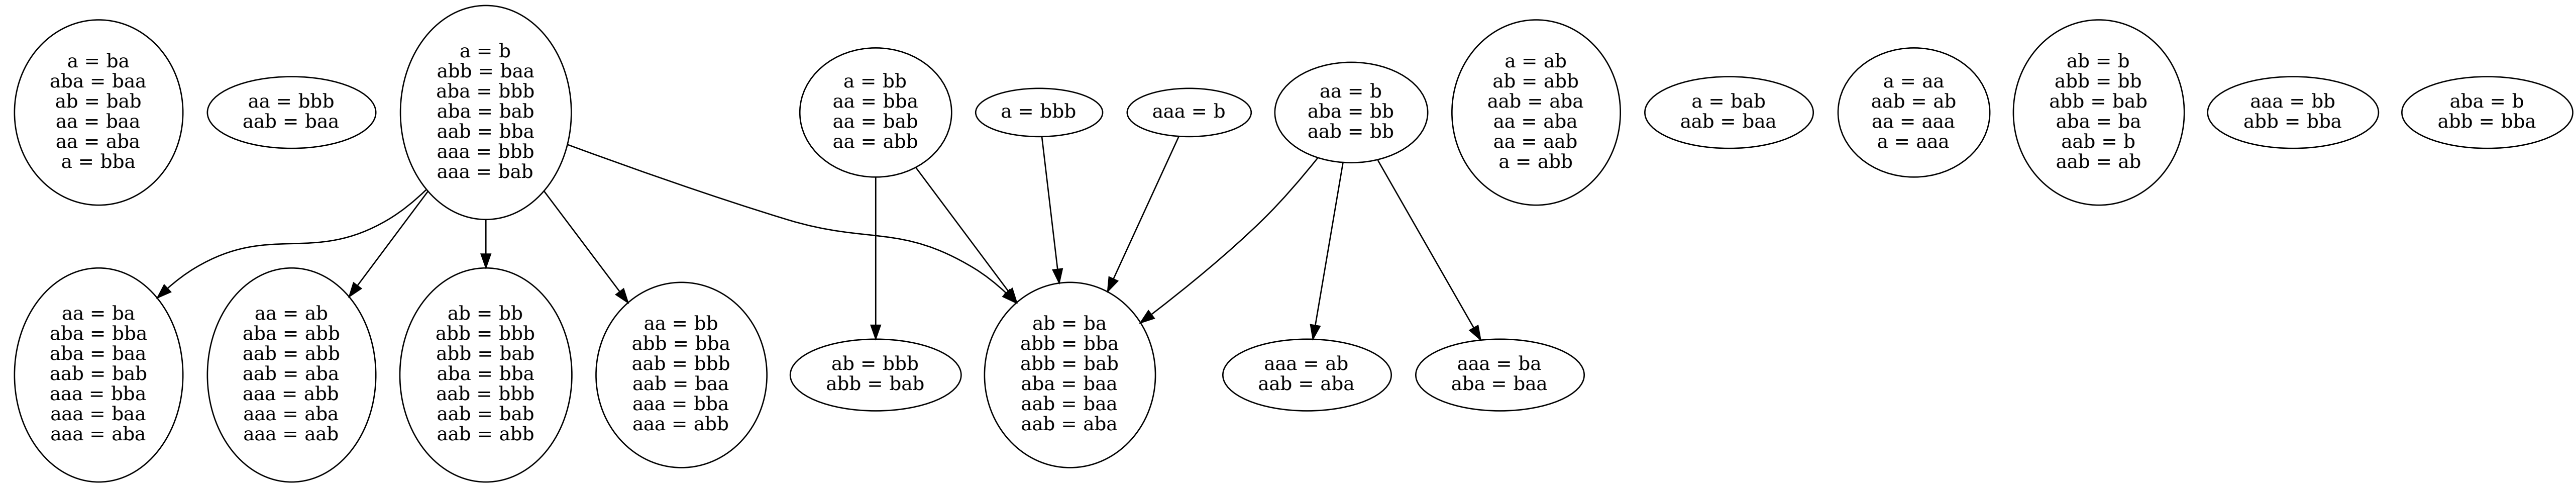 a = ba
aba = baa
ab = bab
aa = baa
aa = aba
a = bba
aa = bbb
aab = baa
a = b
abb = baa
aba = bbb
aba = bab
aab = bba
aaa = bbb
aaa = bab
a = bb
aa = bba
aa = bab
aa = abb
a = bbb
aaa = b
aa = b
aba = bb
aab = bb
a = ab
ab = abb
aab = aba
aa = aba
aa = aab
a = abb
a = bab
aab = baa
a = aa
aab = ab
aa = aaa
a = aaa
ab = b
abb = bb
abb = bab
aba = ba
aab = b
aab = ab
aaa = bb
abb = bba
aba = b
abb = bba
aa = ba
aba = bba
aba = baa
aab = bab
aaa = bba
aaa = baa
aaa = aba
aa = ab
aba = abb
aab = abb
aab = aba
aaa = abb
aaa = aba
aaa = aab
ab = bb
abb = bbb
abb = bab
aba = bba
aab = bbb
aab = bab
aab = abb
aa = bb
abb = bba
aab = bbb
aab = baa
aaa = bba
aaa = abb
ab = bbb
abb = bab
ab = ba
abb = bba
abb = bab
aba = baa
aab = baa
aab = aba
aaa = ab
aab = aba
aaa = ba
aba = baa